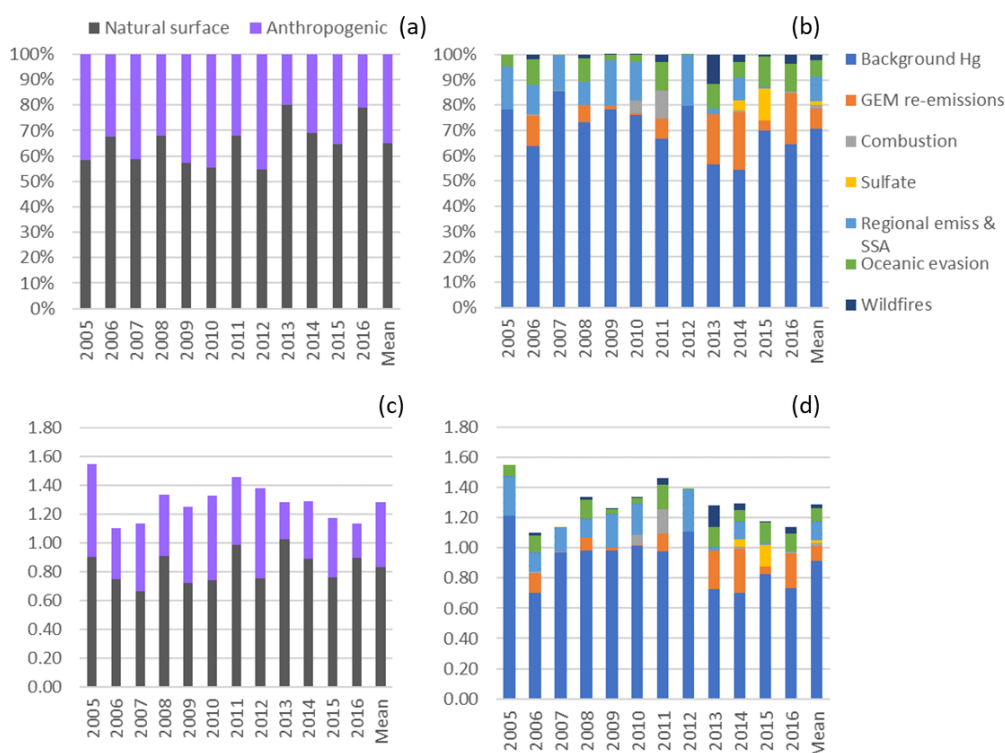 Natural surface Anthropogenic (a)
100%
90%
80%
70%
60%
50%
40%
30%
20%
10%
0%
2005 2006 2007 2008 2009 2010 2011 2012 2013 2014 2015 2016 Mean
(b)
100%
90%
80%
70%
60%
50%
40%
30%
20%
10%
0%
2005 2006 2007 2008 2009 2010 2011 2012 2013 2014 2015 2016 Mean
Background Hg
GEM re-emissions
Combustion
Sulfate
Regional emiss &
SSA
Oceanic evasion
Wildfires
(c)
1.80
1.60
1.40
1.20
1.00
0.80
0.60
0.40
0.20
0.00
2005 2006 2007 2008 2009 2010 2011 2012 2013 2014 2015 2016 Mean
(d)
1.80
1.60
1.40
1.20
1.00
0.80
0.60
0.40
0.20
0.00
2005 2006 2007 2008 2009 2010 2011 2012 2013 2014 2015 2016 Mean